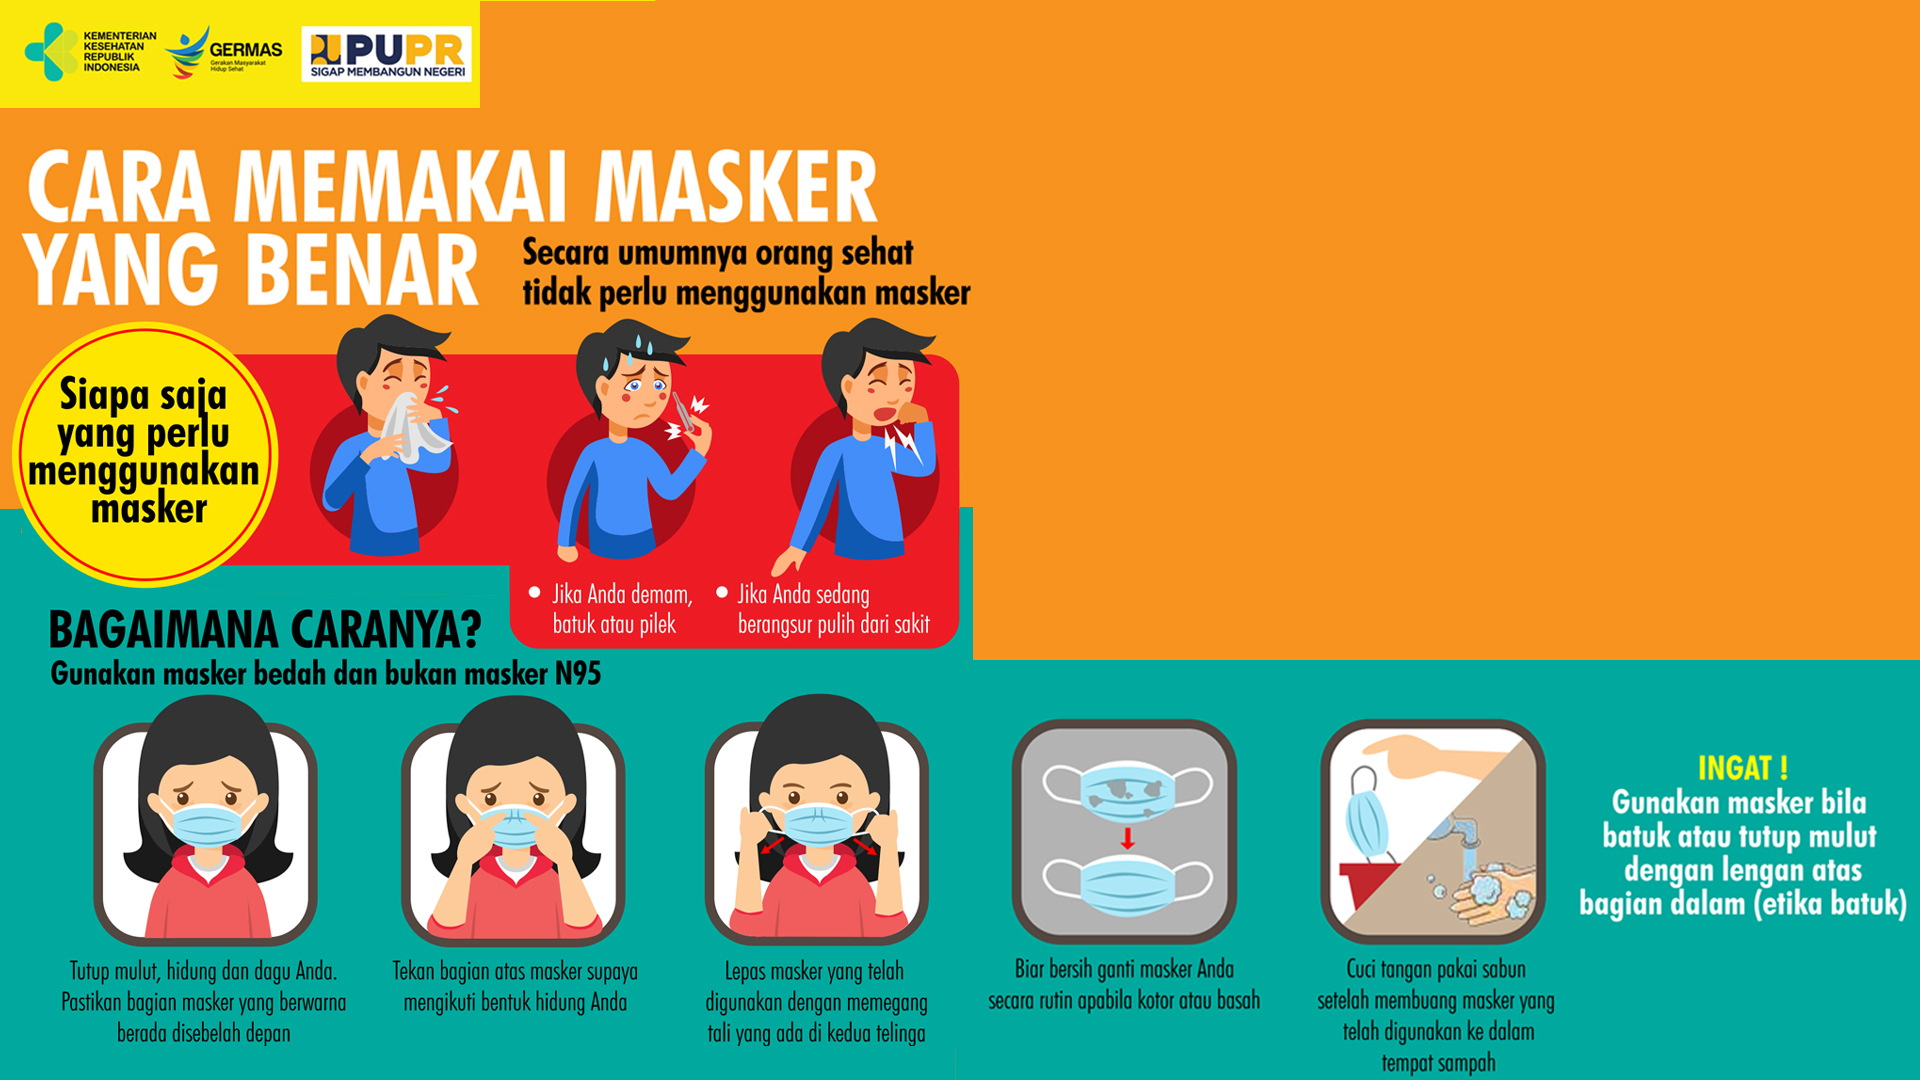 KEMENTERIAN
KESEHATAN
REPUBLIK
INDONESIA
GERMAS
Gerakan Masyarakat
Hidup Sehat
PUPR
SIGAP MEMBANGUN NEGERI
CARA MEMAKAI MASKER
YANG BENAR
Secara umumnya orang sehat
tidak perlu menggunakan masker
Siapa saja
yang perlu
menggunakan
masker
Jika Anda demam,
batuk atau pilek
Jika Anda sedang
berangsur pulih dari sakit
BAGAIMANA CARANYA?
Gunakan masker bedah dan bukan masker N95
Tutup mulut, hidung dan dagu Anda.
Pastikan bagian masker yang berwarna
berada disebelah depan
Tekan bagian atas masker supaya
mengikuti bentuk hidung Anda
Lepas masker yang telah
digunakan dengan memegang
tali yang ada di kedua telinga
Biar bersih ganti masker Anda
secara rutin apabila kotor atau basah
Cuci tangan pakai sabun
setelah membuang masker yang
telah digunakan ke dalam
tempat sampah
INGAT !
Gunakan masker bila
batuk atau tutup mulut
dengan lengan atas
bagian dalam (etika batuk)